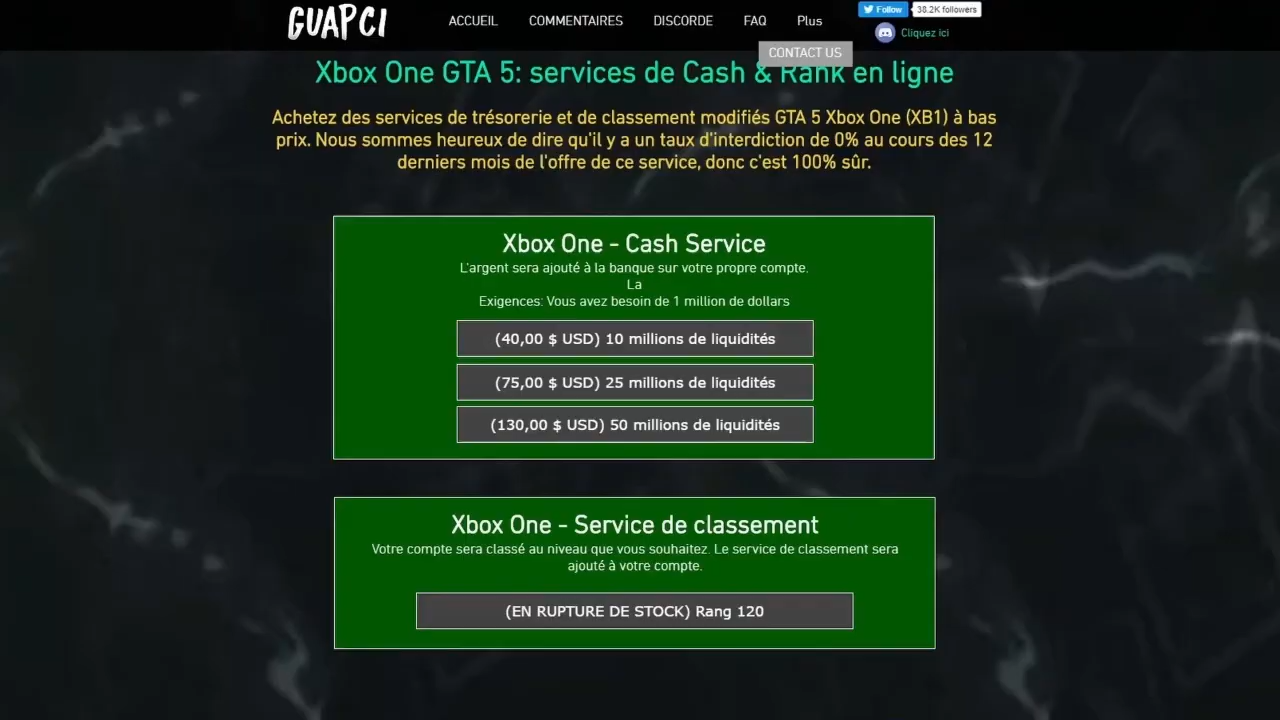 GUAPCI
ACCUEIL COMMENTAIRES DISCORDE FAQ Plus
Follow 38.2K followers
Cliquez ici
CONTACT US
Xbox One GTA 5: services de Cash & Rank en ligne
Achetez des services de trésorerie et de classement modifiés GTA 5 Xbox One (XB1) à bas
prix. Nous sommes heureux de dire qu'il y a un taux d'interdiction de 0% au cours des 12
derniers mois de l'offre de ce service, donc c'est 100% sûr.
Xbox One - Cash Service
L'argent sera ajouté à la banque sur votre propre compte.
La
Exigences: Vous avez besoin de 1 million de dollars
(40,00 $ USD) 10 millions de liquidités
(75,00 $ USD) 25 millions de liquidités
(130,00 $ USD) 50 millions de liquidités
Xbox One - Service de classement
Votre compte sera classé au niveau que vous souhaitez. Le service de classement sera
ajouté à votre compte.
(EN RUPTURE DE STOCK) Rang 120